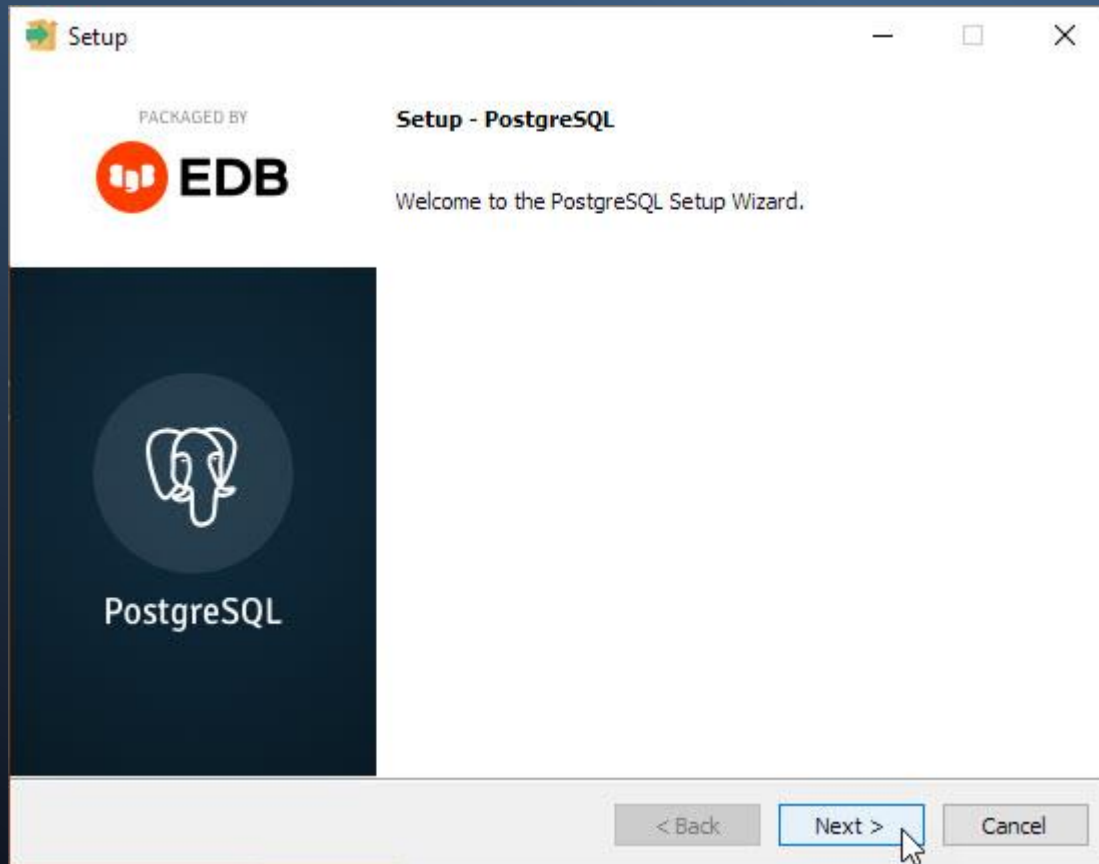 Setup
PACKAGED BY
EDB
Setup - PostgreSQL
Welcome to the PostgreSQL Setup Wizard.
PostgreSQL
< Back
Next >
Cancel